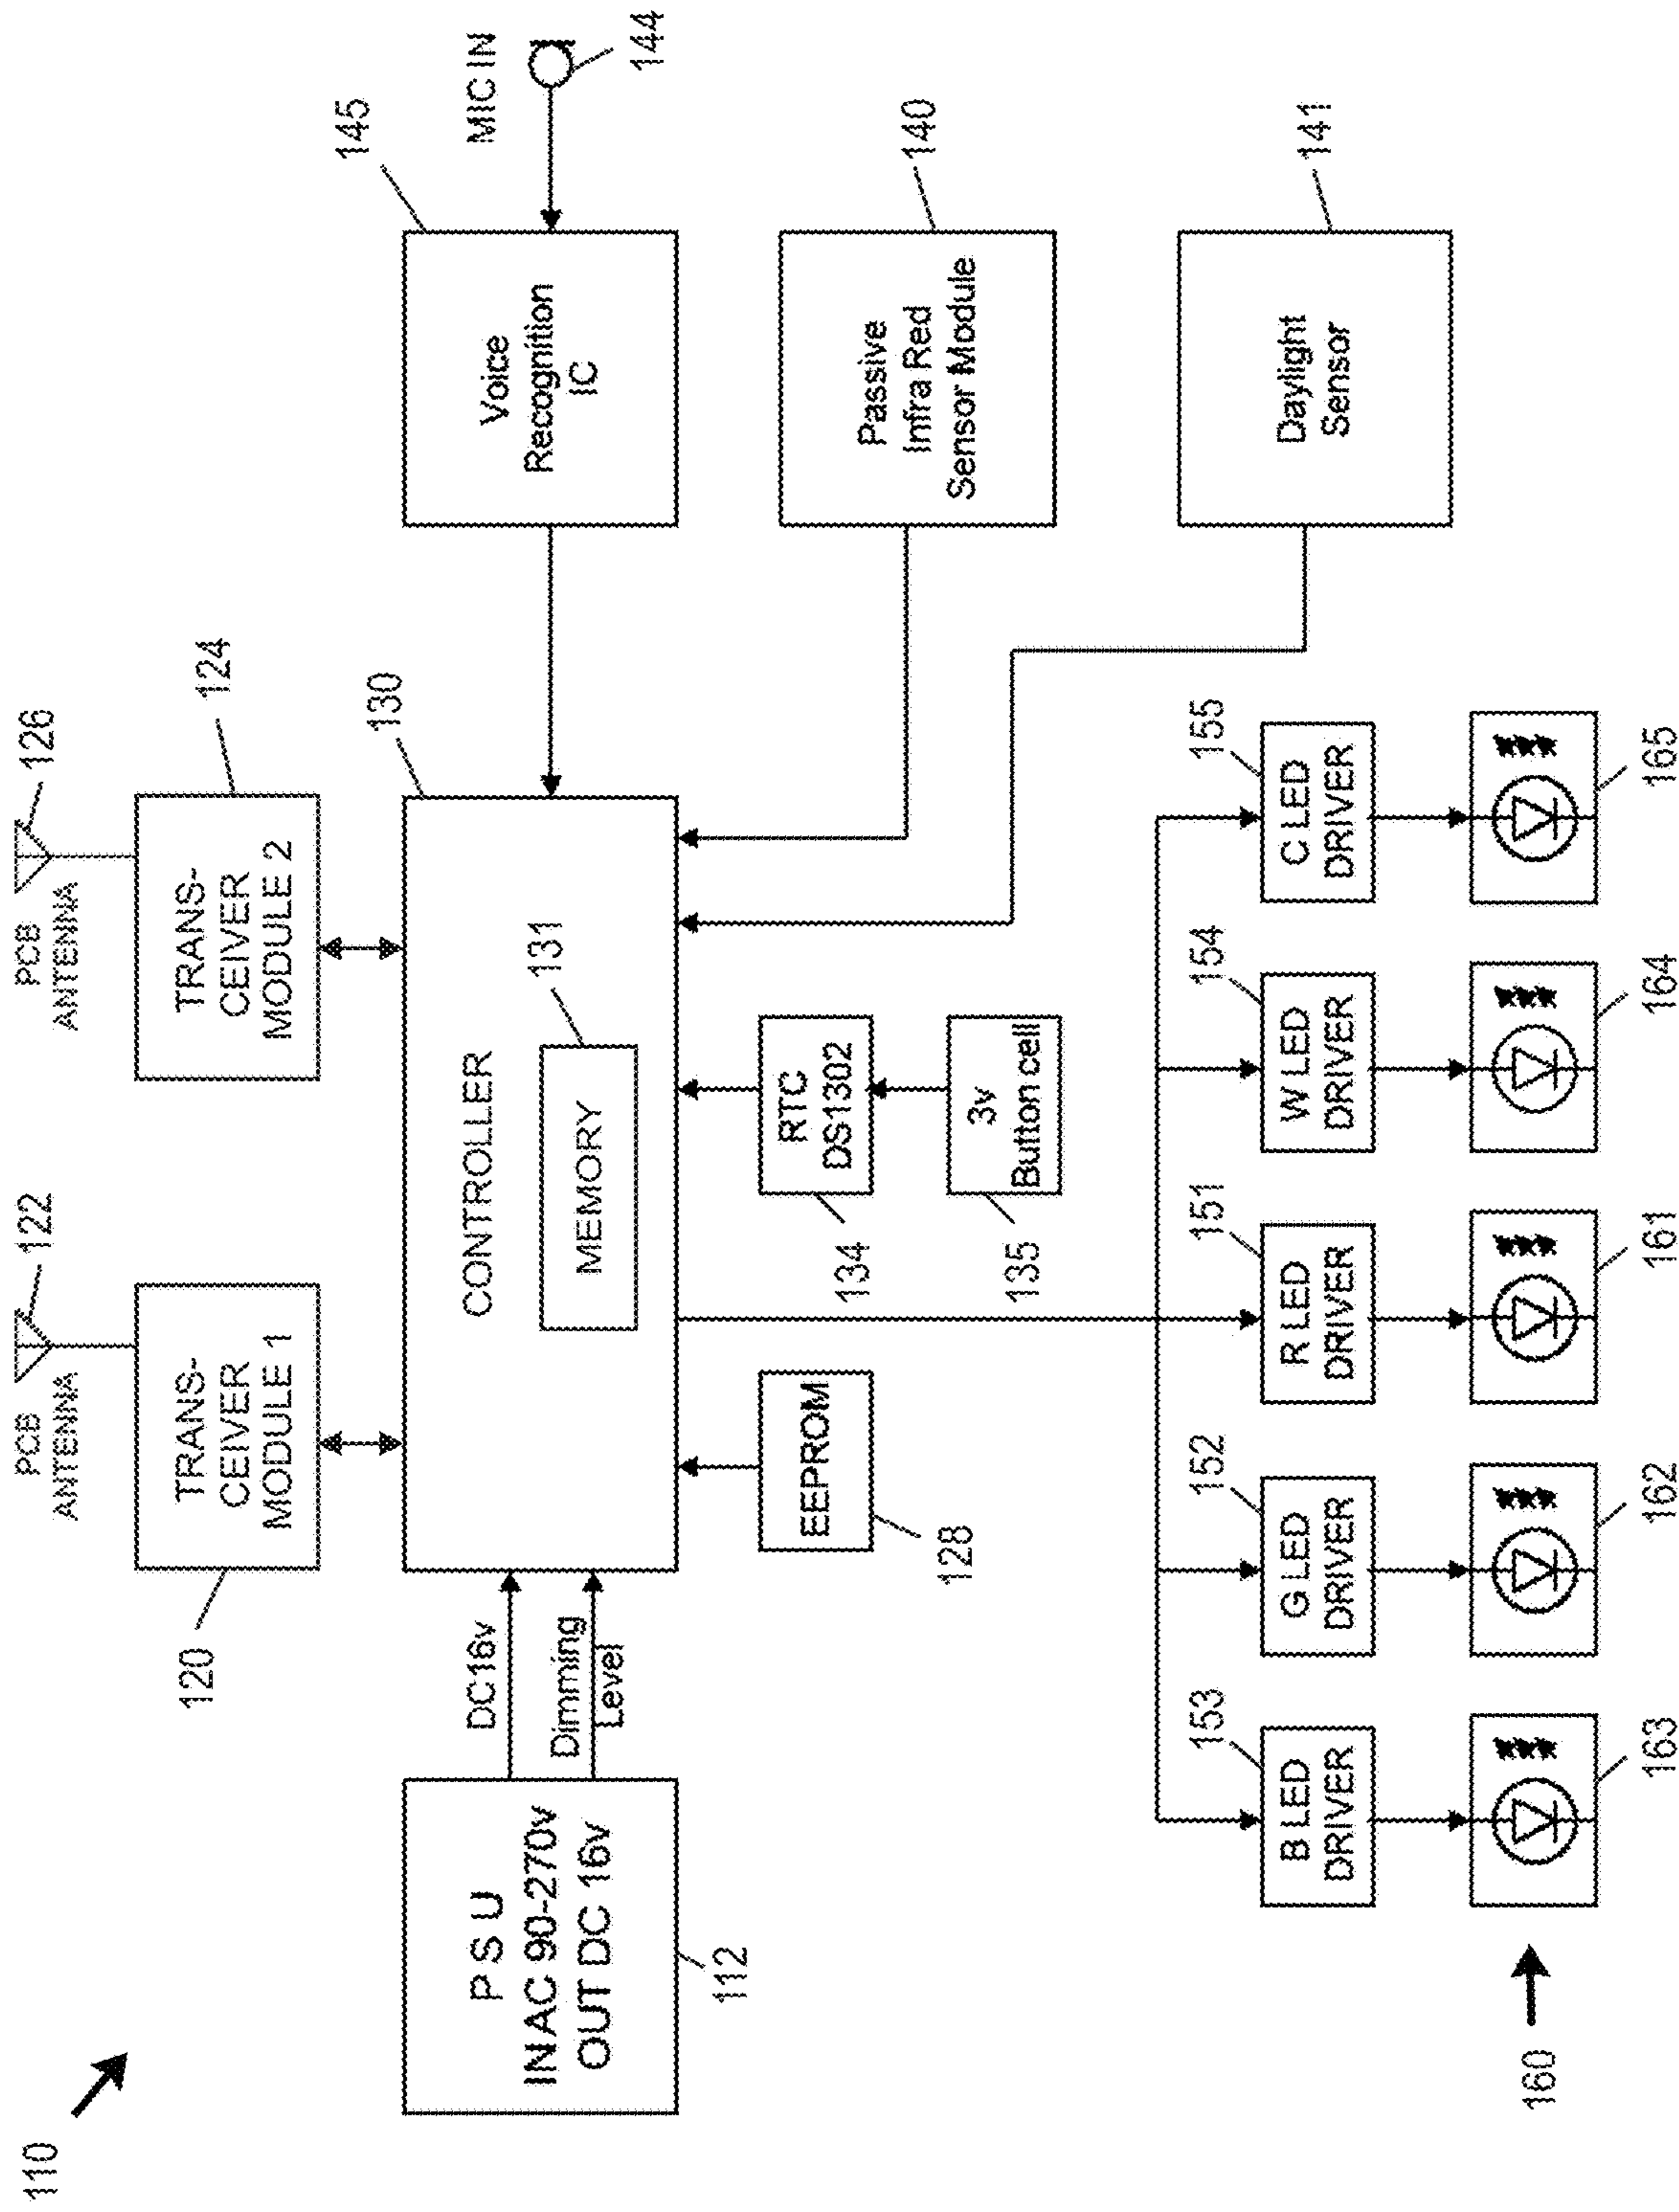 110
PCB
ANTENNA
122
PCB
ANTENNA
126
120
TRANS-
CEIVER
MODULE 1
TRANS-
CEIVER
MODULE 2
124
P S U
IN AC 90-270v
OUT DC 16v
112
DC16v
Dimming
Level
CONTROLLER
130
MEMORY
131
Voice
Recognition
IC
145
MIC IN
144
EEPROM
128
RTC
DS1302
134
3v
Button cell
135
Passive
Infra Red
Sensor Module
140
Daylight
Sensor
141
B LED
DRIVER
153
G LED
DRIVER
152
R LED
DRIVER
151
W LED
DRIVER
154
C LED
DRIVER
155
160
163
162
161
164
165